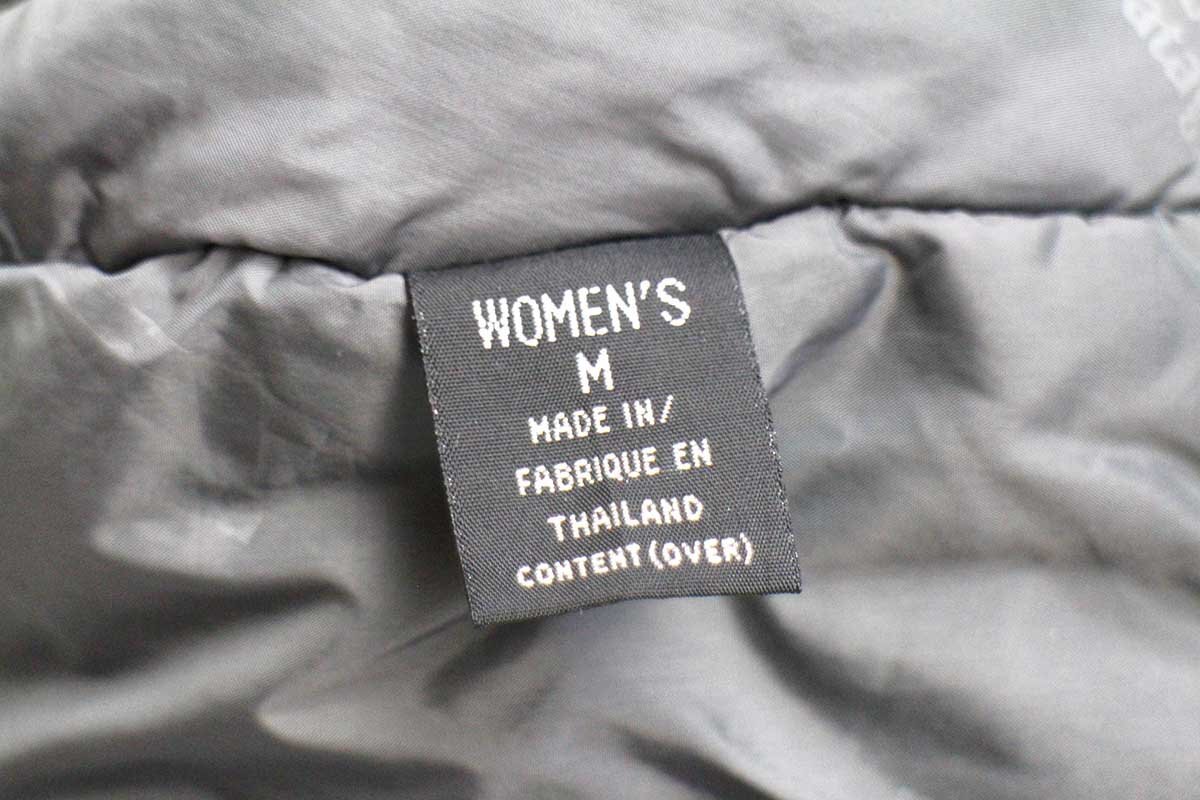 WOMEN'S
M
MADE IN/
FABRIQUE EN
THAILAND
CONTENT (OVER)